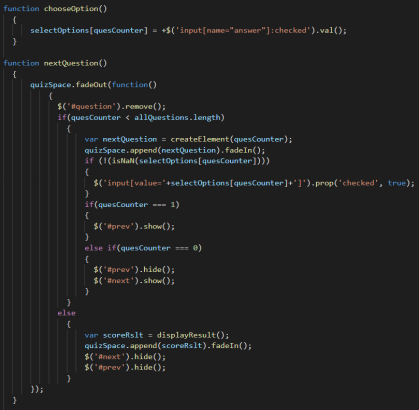 function chooseOption()
{
selectOptions[quesCounter] = +$('input[name="answer"]:checked').val();
}
function nextQuestion()
{
quizSpace.fadeOut(function()
{
$('#question').remove();
if(quesCounter < allQuestions.length)
{
var nextQuestion = createElement(quesCounter);
quizSpace.append(nextQuestion).fadeIn();
if (!(isNaN(selectOptions[quesCounter])))
{
$('input[value='+selectOptions[quesCounter]+']').prop('checked', true);
}
if(quesCounter === 1)
{
$('#prev').show();
}
else if(quesCounter === 0)
{
$('#prev').hide();
$('#next').show();
}
}
else
{
var scoreRslt = displayResult();
quizSpace.append(scoreRslt).fadeIn();
$('#next').hide();
$('#prev').hide();
}
});
}